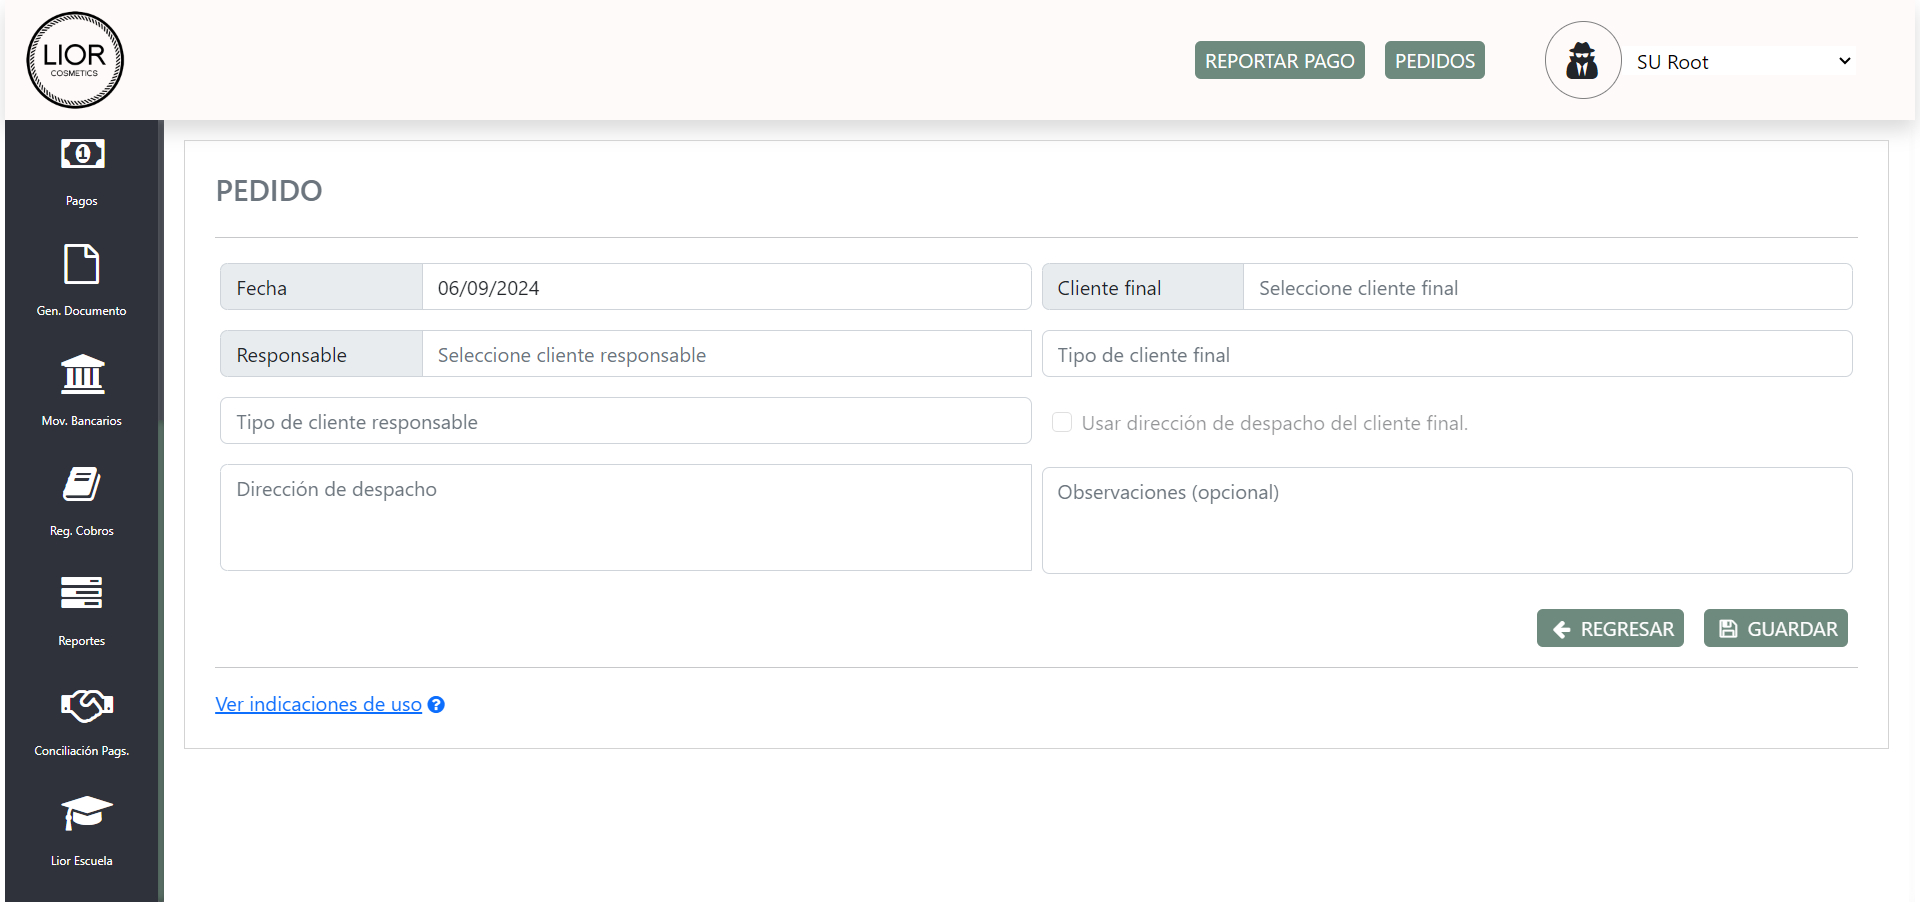 LIOR
COSMETICS
REPORTAR PAGO
PEDIDOS
SU Root
1
Pagos
Gen. Documento
Mov. Bancarios
Reg. Cobros
Reportes
Conciliación Pags.
Lior Escuela
PEDIDO
Fecha 06/09/2024
Cliente final Seleccione cliente final
Responsable Seleccione cliente responsable
Tipo de cliente final
Tipo de cliente responsable
Usar dirección de despacho del cliente final.
Dirección de despacho
Observaciones (opcional)
REGRESAR
GUARDAR
Ver indicaciones de uso ?